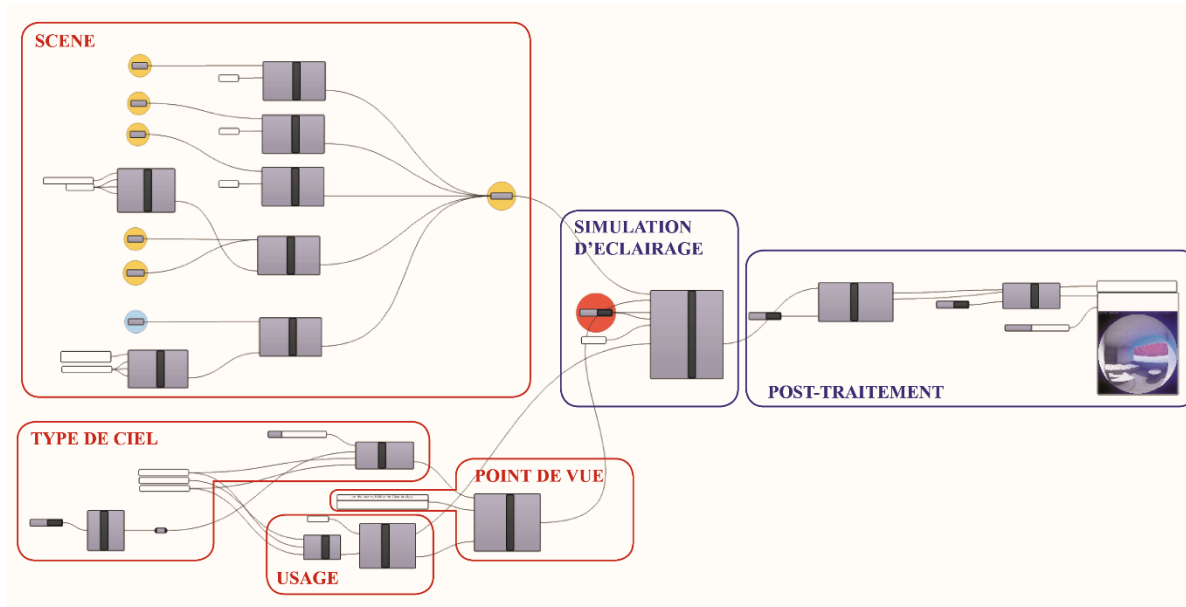 SCENE
SIMULATION
D'ECLAIRAGE
POST-TRAITEMENT
TYPE DE CIEL
POINT DE VUE
USAGE